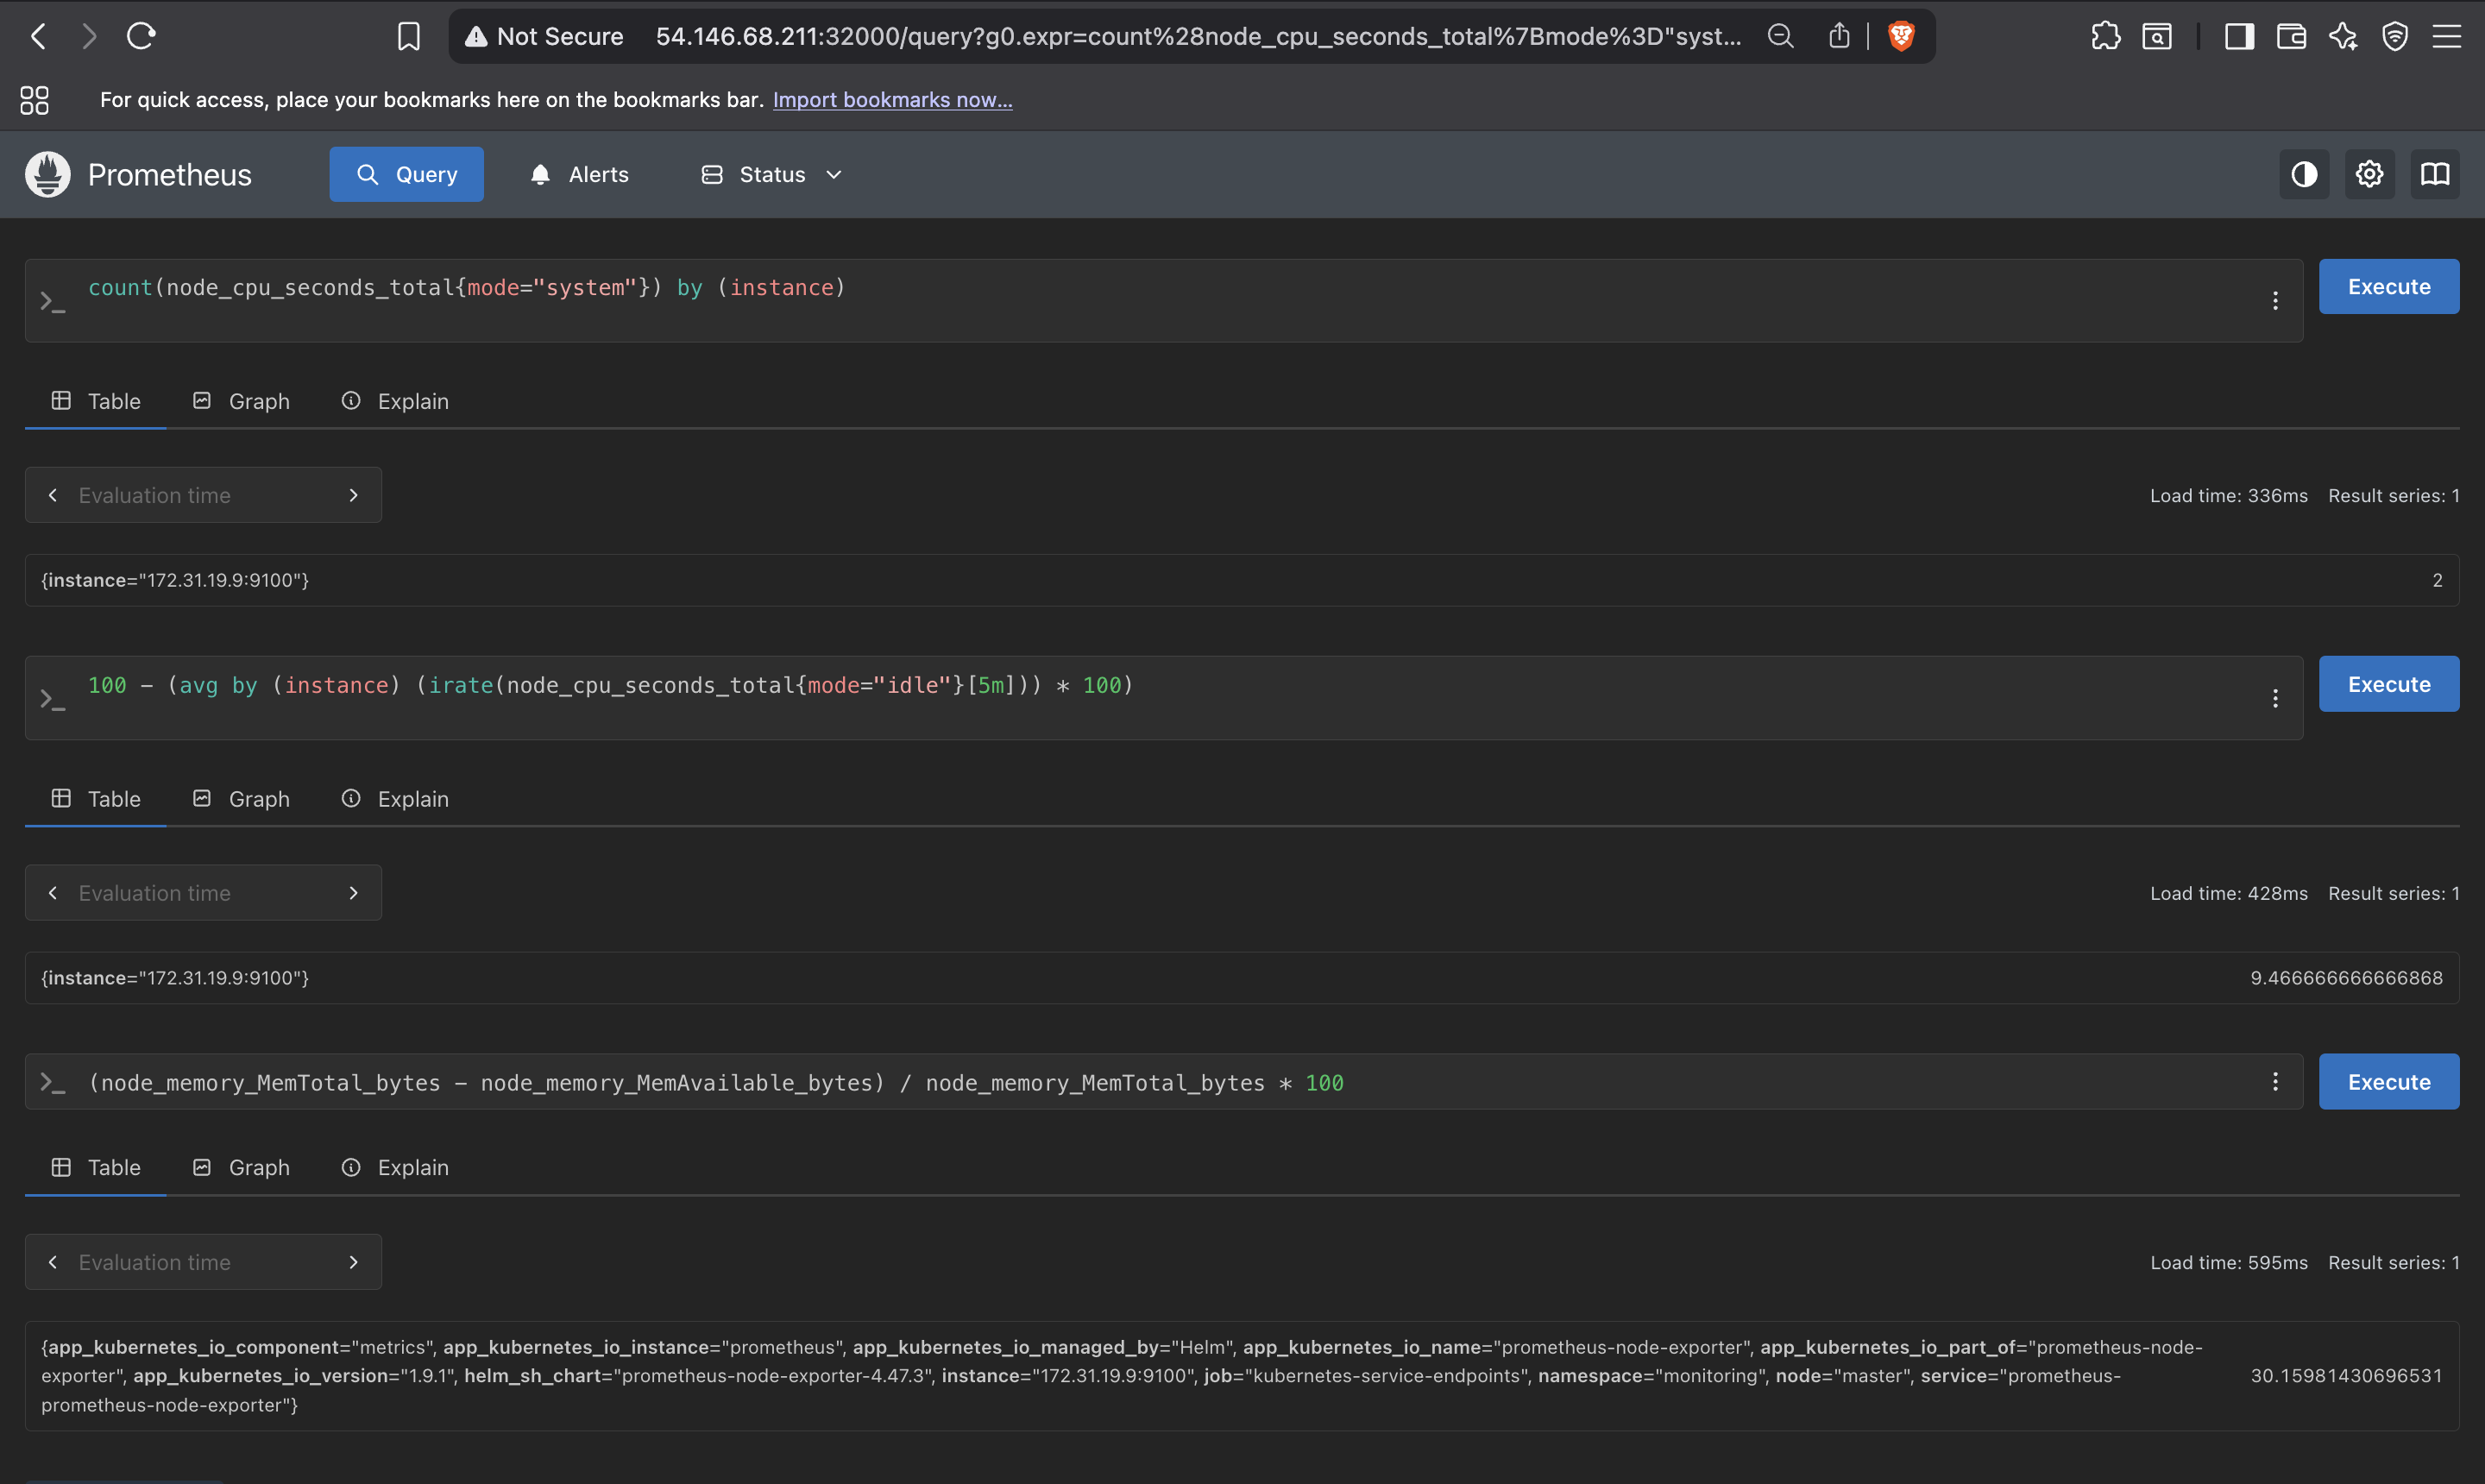 Not Secure 54.146.68.211:32000/query?g0.expr=count%28node_cpu_seconds_total%7Bmode%3D"syst...
For quick access, place your bookmarks here on the bookmarks bar. Import bookmarks now...
Prometheus Query Alerts Status
count(node_cpu_seconds_total{mode="system"}) by (instance)
Execute
Table Graph Explain
Evaluation time
Load time: 336ms Result series: 1
{instance="172.31.19.9:9100"} 2
100 - (avg by (instance) (irate(node_cpu_seconds_total{mode="idle"}[5m])) * 100)
Execute
Table Graph Explain
Evaluation time
Load time: 428ms Result series: 1
{instance="172.31.19.9:9100"} 9.466666666666868
(node_memory_MemTotal_bytes - node_memory_MemAvailable_bytes) / node_memory_MemTotal_bytes * 100
Execute
Table Graph Explain
Evaluation time
Load time: 595ms Result series: 1
{app_kubernetes_io_component="metrics", app_kubernetes_io_instance="prometheus", app_kubernetes_io_managed_by="Helm", app_kubernetes_io_name="prometheus-node-exporter", app_kubernetes_io_part_of="prometheus-node-
exporter", app_kubernetes_io_version="1.9.1", helm_sh_chart="prometheus-node-exporter-4.47.3", instance="172.31.19.9:9100", job="kubernetes-service-endpoints", namespace="monitoring", node="master", service="prometheus- 30.15981430696531
prometheus-node-exporter"}